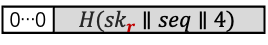 0⋯0 H(sk_r ∥ seq ∥ 4)